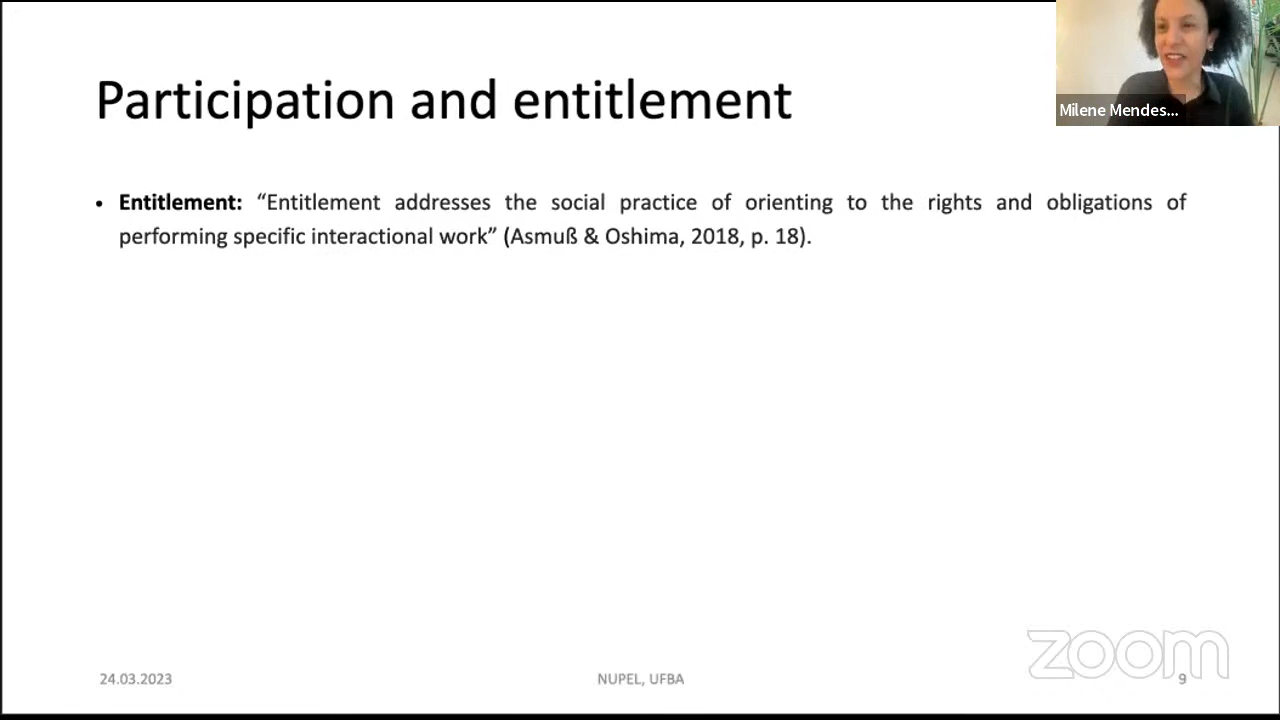 Participation and entitlement
Milene Mendes...
• Entitlement: “Entitlement addresses the social practice of orienting to the rights and obligations of
performing specific interactional work” (Asmuß & Oshima, 2018, p. 18).
zoom
24.03.2023
NUPEL, UFBA
9